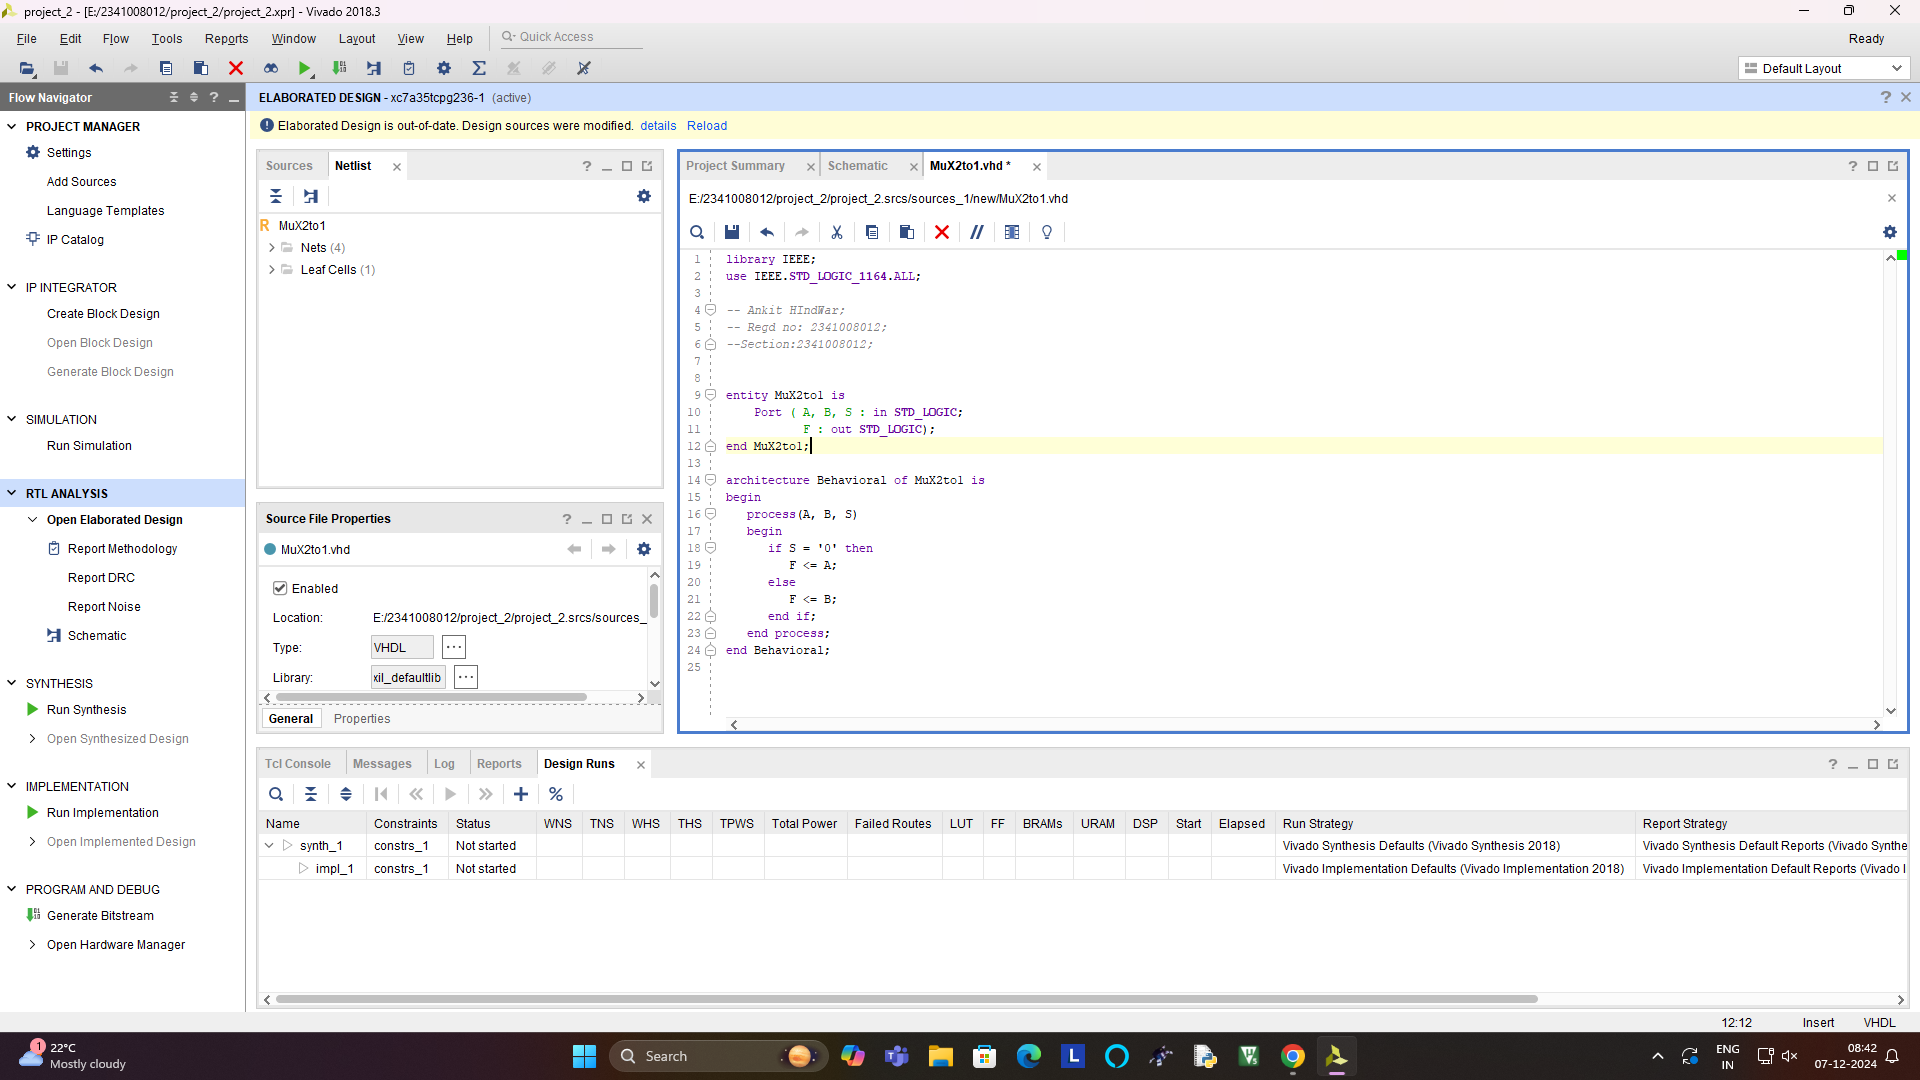 project_2 - [E:/2341008012/project_2/project_2.xpr] - Vivado 2018.3
File Edit Flow Tools Reports Window Layout View Help Quick Access Ready
Default Layout
Flow Navigator
PROJECT MANAGER
Settings
Add Sources
Language Templates
IP Catalog
IP INTEGRATOR
Create Block Design
Open Block Design
Generate Block Design
SIMULATION
Run Simulation
RTL ANALYSIS
Open Elaborated Design
Report Methodology
Report DRC
Report Noise
Schematic
SYNTHESIS
Run Synthesis
Open Synthesized Design
IMPLEMENTATION
Run Implementation
Open Implemented Design
PROGRAM AND DEBUG
Generate Bitstream
Open Hardware Manager
ELABORATED DESIGN - xc7a35tcpg236-1 (active)
Elaborated Design is out-of-date. Design sources were modified. details Reload
Sources Netlist
MuX2to1
Nets (4)
Leaf Cells (1)
Source File Properties
MuX2to1.vhd
Enabled
Location: E:/2341008012/project_2/project_2.srcs/sources_
Type: VHDL
Library: xil_defaultlib
General Properties
Project Summary Schematic MuX2to1.vhd *
E:/2341008012/project_2/project_2.srcs/sources_1/new/MuX2to1.vhd
1 library IEEE;
2 use IEEE.STD_LOGIC_1164.ALL;
3
4 -- Ankit HIndWar;
5 -- Regd no: 2341008012;
6 --Section:2341008012;
7
8
9 entity MuX2to1 is
10 Port ( A, B, S : in STD_LOGIC;
11 F : out STD_LOGIC);
12 end MuX2to1;
13
14 architecture Behavioral of MuX2to1 is
15 begin
16 process(A, B, S)
17 begin
18 if S = '0' then
19 F <= A;
20 else
21 F <= B;
22 end if;
23 end process;
24 end Behavioral;
25
Tcl Console Messages Log Reports Design Runs
Name Constraints Status WNS TNS WHS THS TPWS Total Power Failed Routes LUT FF BRAMs URAM DSP Start Elapsed Run Strategy Report Strategy
synth_1 constrs_1 Not started Vivado Synthesis Defaults (Vivado Synthesis 2018) Vivado Synthesis Default Reports (Vivado Synthe
impl_1 constrs_1 Not started Vivado Implementation Defaults (Vivado Implementation 2018) Vivado Implementation Default Reports (Vivado I
12:12 Insert VHDL
1
22°C
Mostly cloudy
Search
ENG
IN
08:42
07-12-2024